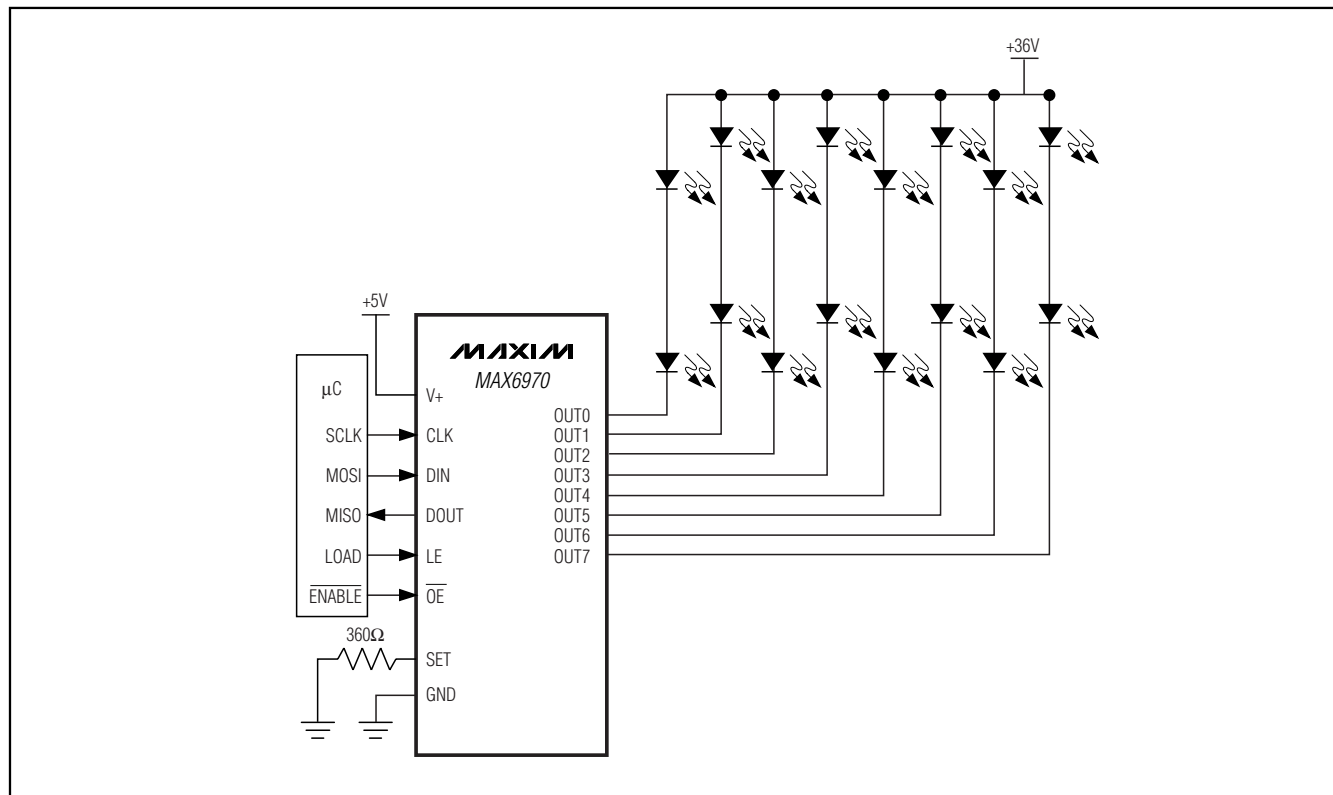 +36V
+5V
MAXIM
MAX6970
µC
SCLK
MOSI
MISO
LOAD
ENABLE
V+
CLK
DIN
DOUT
LE
OE
SET
GND
360Ω
OUT0
OUT1
OUT2
OUT3
OUT4
OUT5
OUT6
OUT7